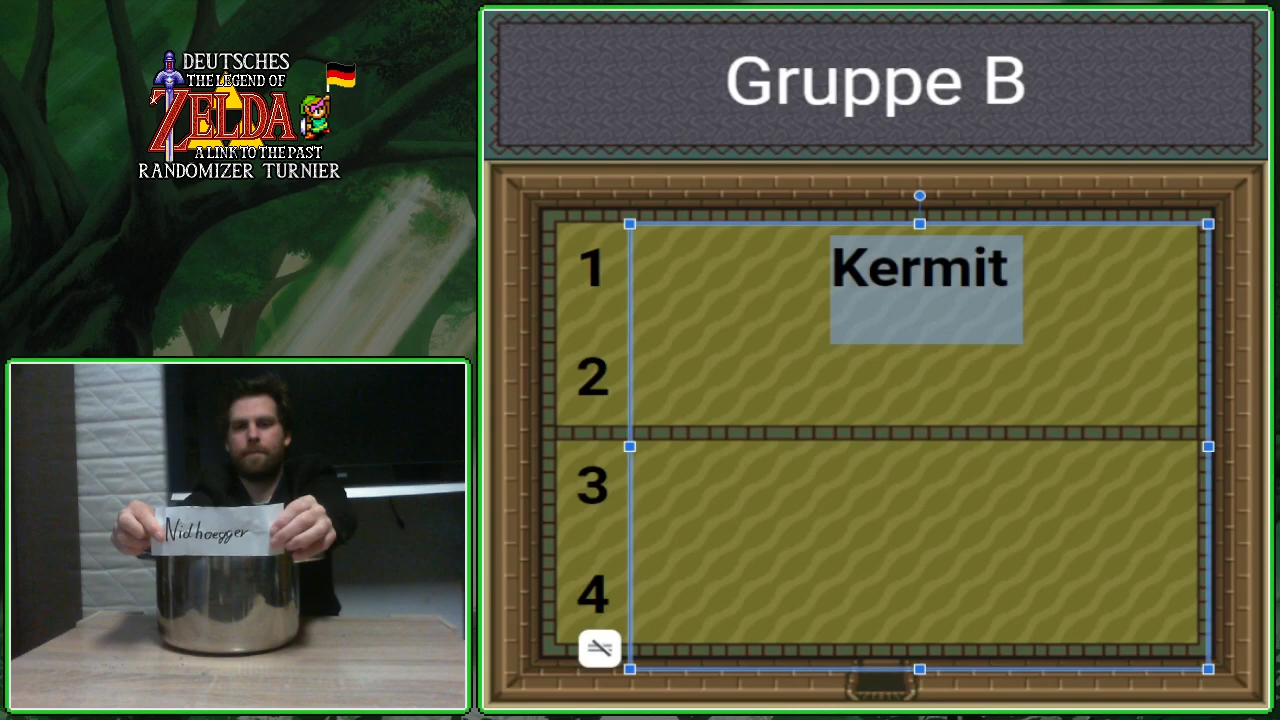 DEUTSCHES
THE LEGEND OF
ZELDA
A LINK TO THE PAST
RANDOMIZER TURNIER
Nidhoegger
Gruppe B
1 Kermit
2
3
4